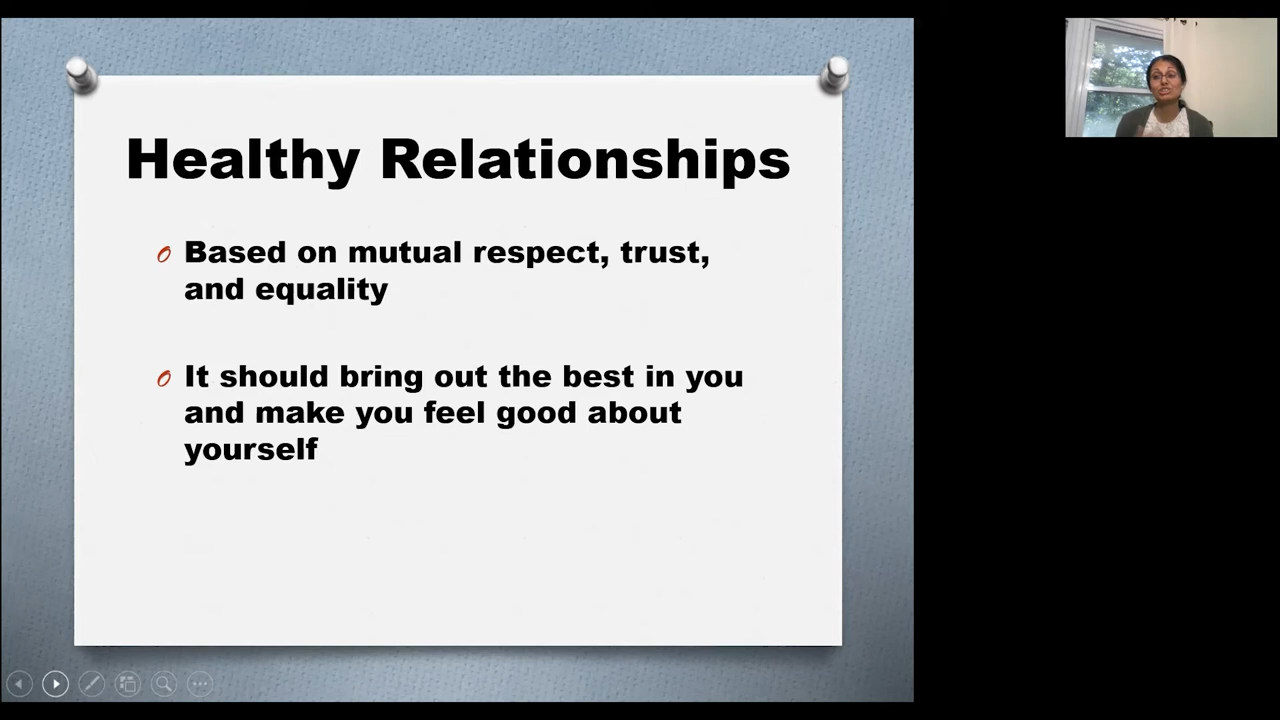 Healthy Relationships
Based on mutual respect, trust,
and equality
It should bring out the best in you
and make you feel good about
yourself